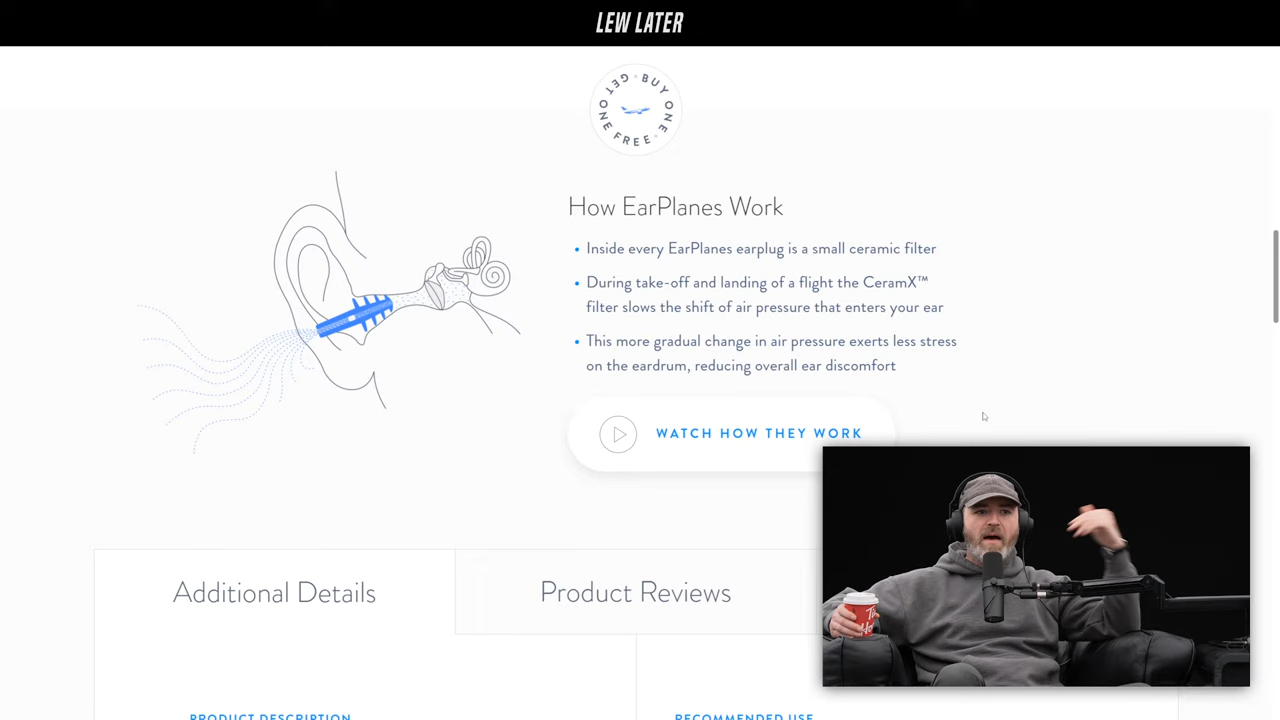 LEW LATER
BUY ONE • GET ONE FREE •
How EarPlanes Work
• Inside every EarPlanes earplug is a small ceramic filter
• During take-off and landing of a flight the CeramX™
filter slows the shift of air pressure that enters your ear
• This more gradual change in air pressure exerts less stress
on the eardrum, reducing overall ear discomfort
WATCH HOW THEY WORK
Additional Details
Product Reviews
PRODUCT DESCRIPTION
RECOMMENDED USE